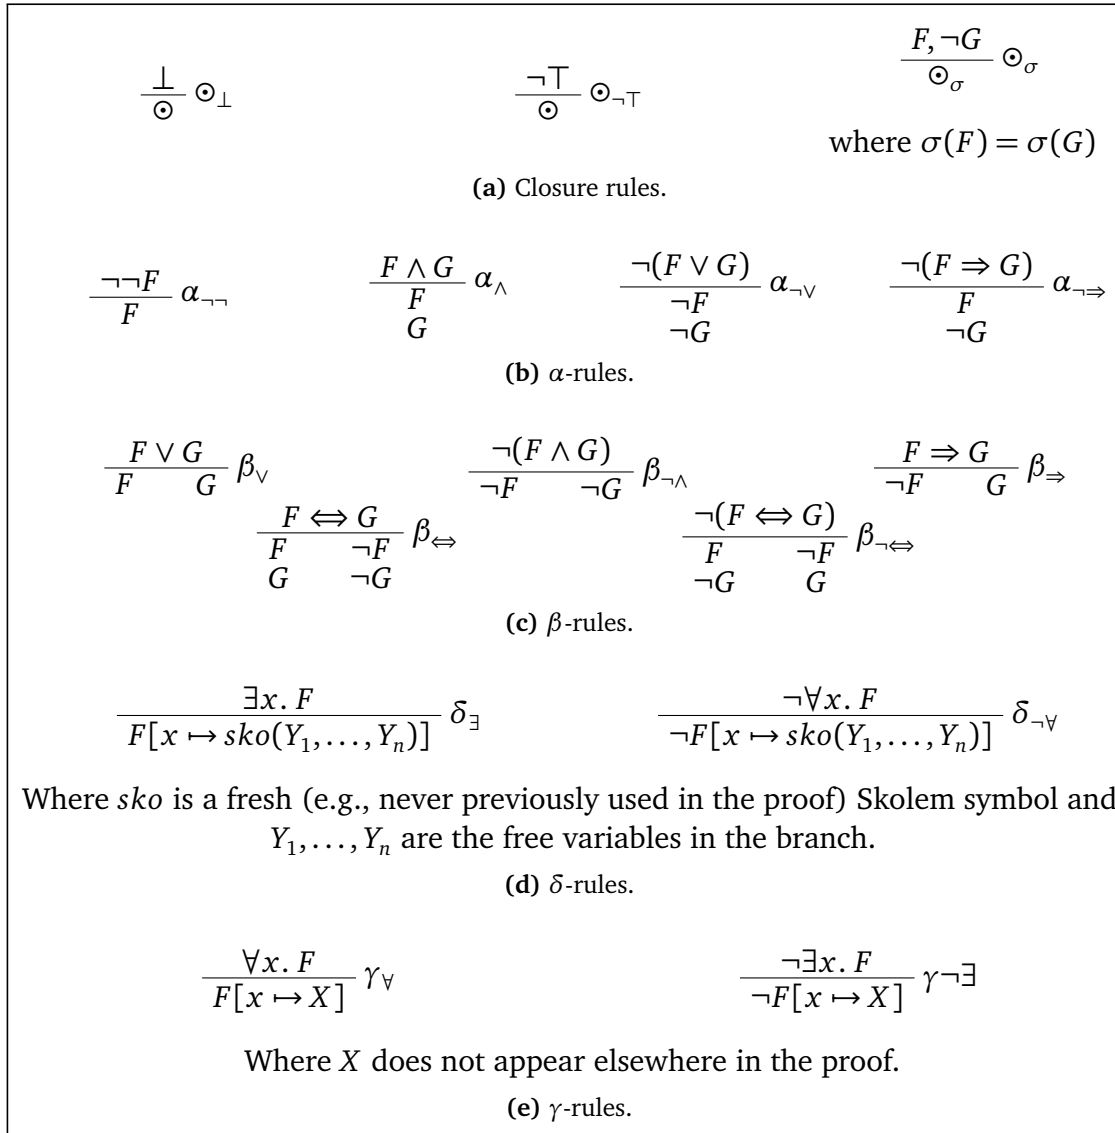 ⊥ / ⊙ ⊙⊥    ¬⊤ / ⊙ ⊙¬⊤    F, ¬G / ⊙σ ⊙σ
where σ(F) = σ(G)
(a) Closure rules.
¬¬F / F α¬¬    F ∧ G / F G α∧    ¬(F ∨ G) / ¬F ¬G α¬∨    ¬(F ⇒ G) / F ¬G α¬⇒
(b) α-rules.
F ∨ G / F    G β∨    ¬(F ∧ G) / ¬F    ¬G β¬∧    F ⇒ G / ¬F    G β⇒
F ⟺ G / F    ¬F β⇔    ¬(F ⟺ G) / F    ¬F β¬⇔
G    ¬G    ¬G    G
(c) β-rules.
∃x. F / F[x ↦ sko(Y₁,…,Yₙ)] δ∃    ¬∀x. F / ¬F[x ↦ sko(Y₁,…,Yₙ)] δ¬∀
Where sko is a fresh (e.g., never previously used in the proof) Skolem symbol and
Y₁,…,Yₙ are the free variables in the branch.
(d) δ-rules.
∀x. F / F[x ↦ X] γ∀    ¬∃x. F / ¬F[x ↦ X] γ¬∃
Where X does not appear elsewhere in the proof.
(e) γ-rules.